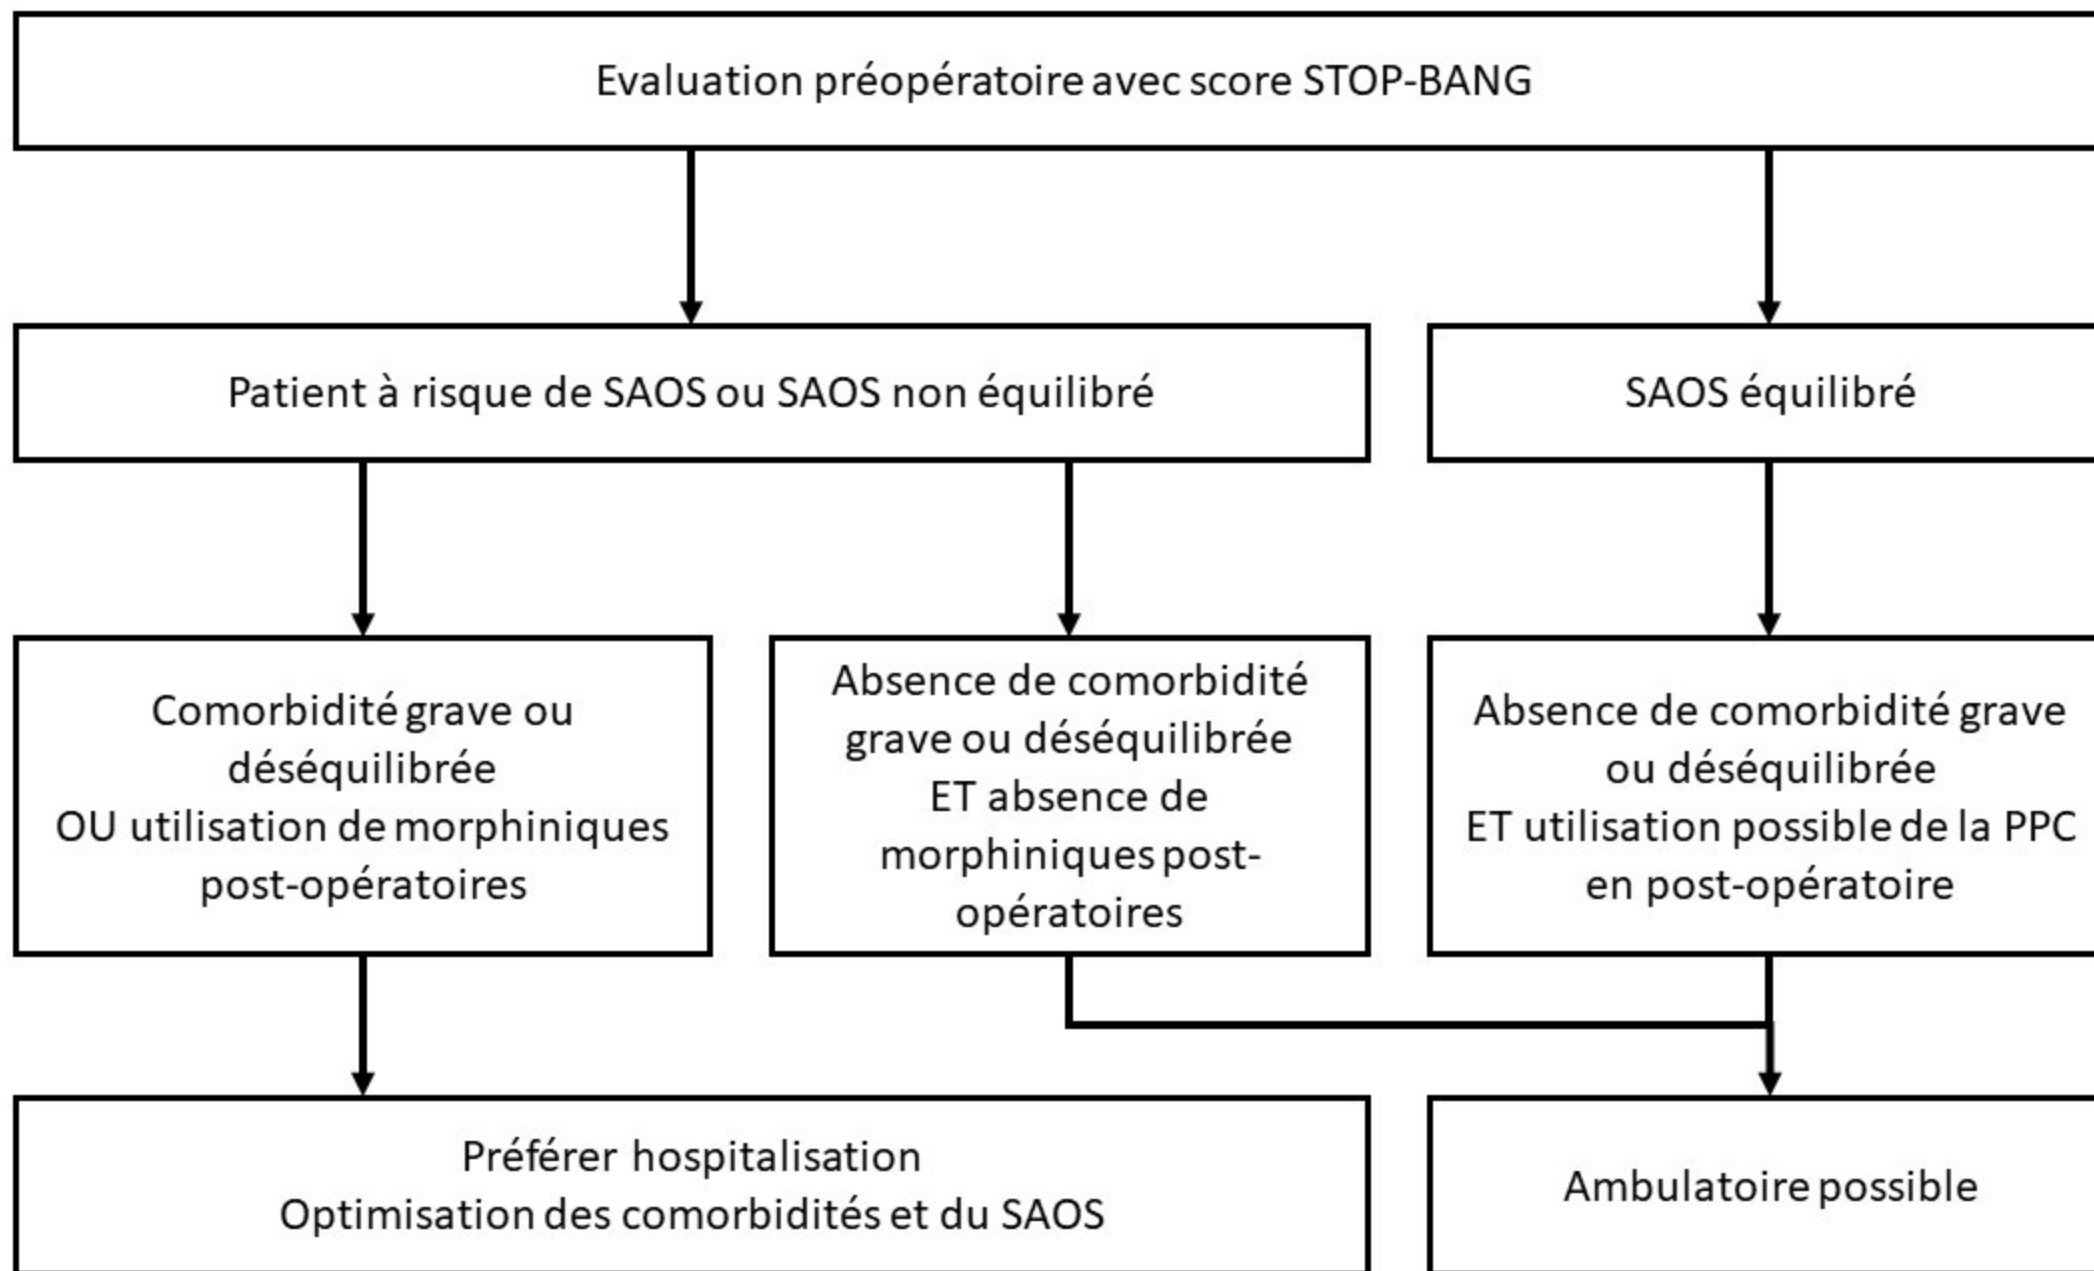 Evaluation préopératoire avec score STOP-BANG
Patient à risque de SAOS ou SAOS non équilibré
SAOS équilibré
Comorbidité grave ou
déséquilibrée
OU utilisation de morphiniques
post-opératoires
Absence de comorbidité
grave ou déséquilibrée
ET absence de
morphiniques post-
opératoires
Absence de comorbidité grave
ou déséquilibrée
ET utilisation possible de la PPC
en post-opératoire
Préférer hospitalisation
Optimisation des comorbidités et du SAOS
Ambulatoire possible